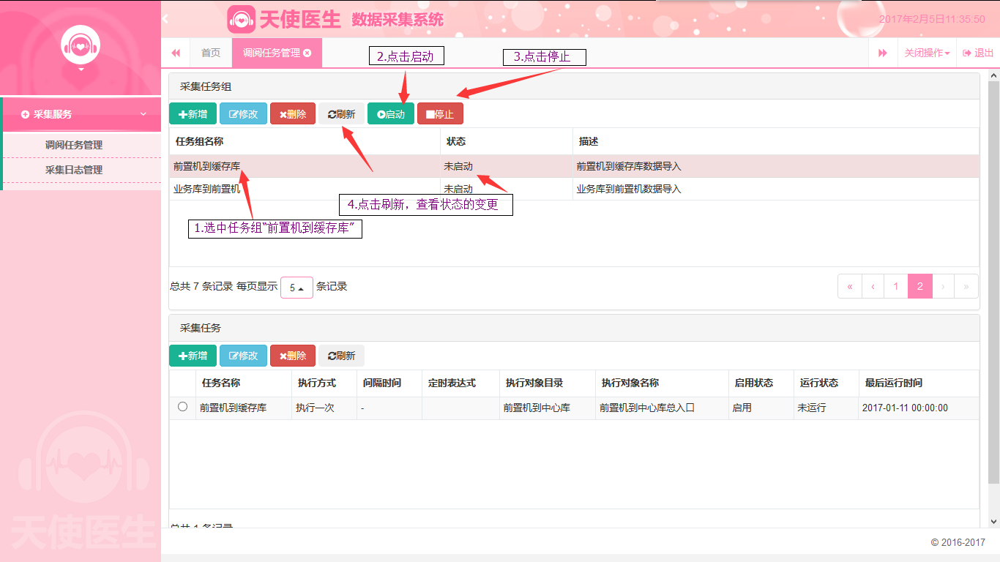 天使医生 数据采集系统
2017年2月5日11:35:50
首页 调阅任务管理 关闭操作 退出
2.点击启动
3.点击停止
采集服务
调阅任务管理
采集日志管理
采集任务组
新增 修改 删除 刷新 启动 停止
任务组名称 状态 描述
前置机到缓存库 未启动 前置机到缓存库数据导入
业务库到前置机 未启动 业务库到前置机数据导入
4.点击刷新，查看状态的变更
1.选中任务组“前置机到缓存库”
总共 7 条记录 每页显示 5 条记录
« ‹ 1 2 › »
采集任务
新增 修改 删除 刷新
任务名称 执行方式 间隔时间 定时表达式 执行对象目录 执行对象名称 启用状态 运行状态 最后运行时间
前置机到缓存库 执行一次 - 前置机到中心库 前置机到中心库总入口 启用 未运行 2017-01-11 00:00:00
总共 1 条记录
天使医生
© 2016-2017